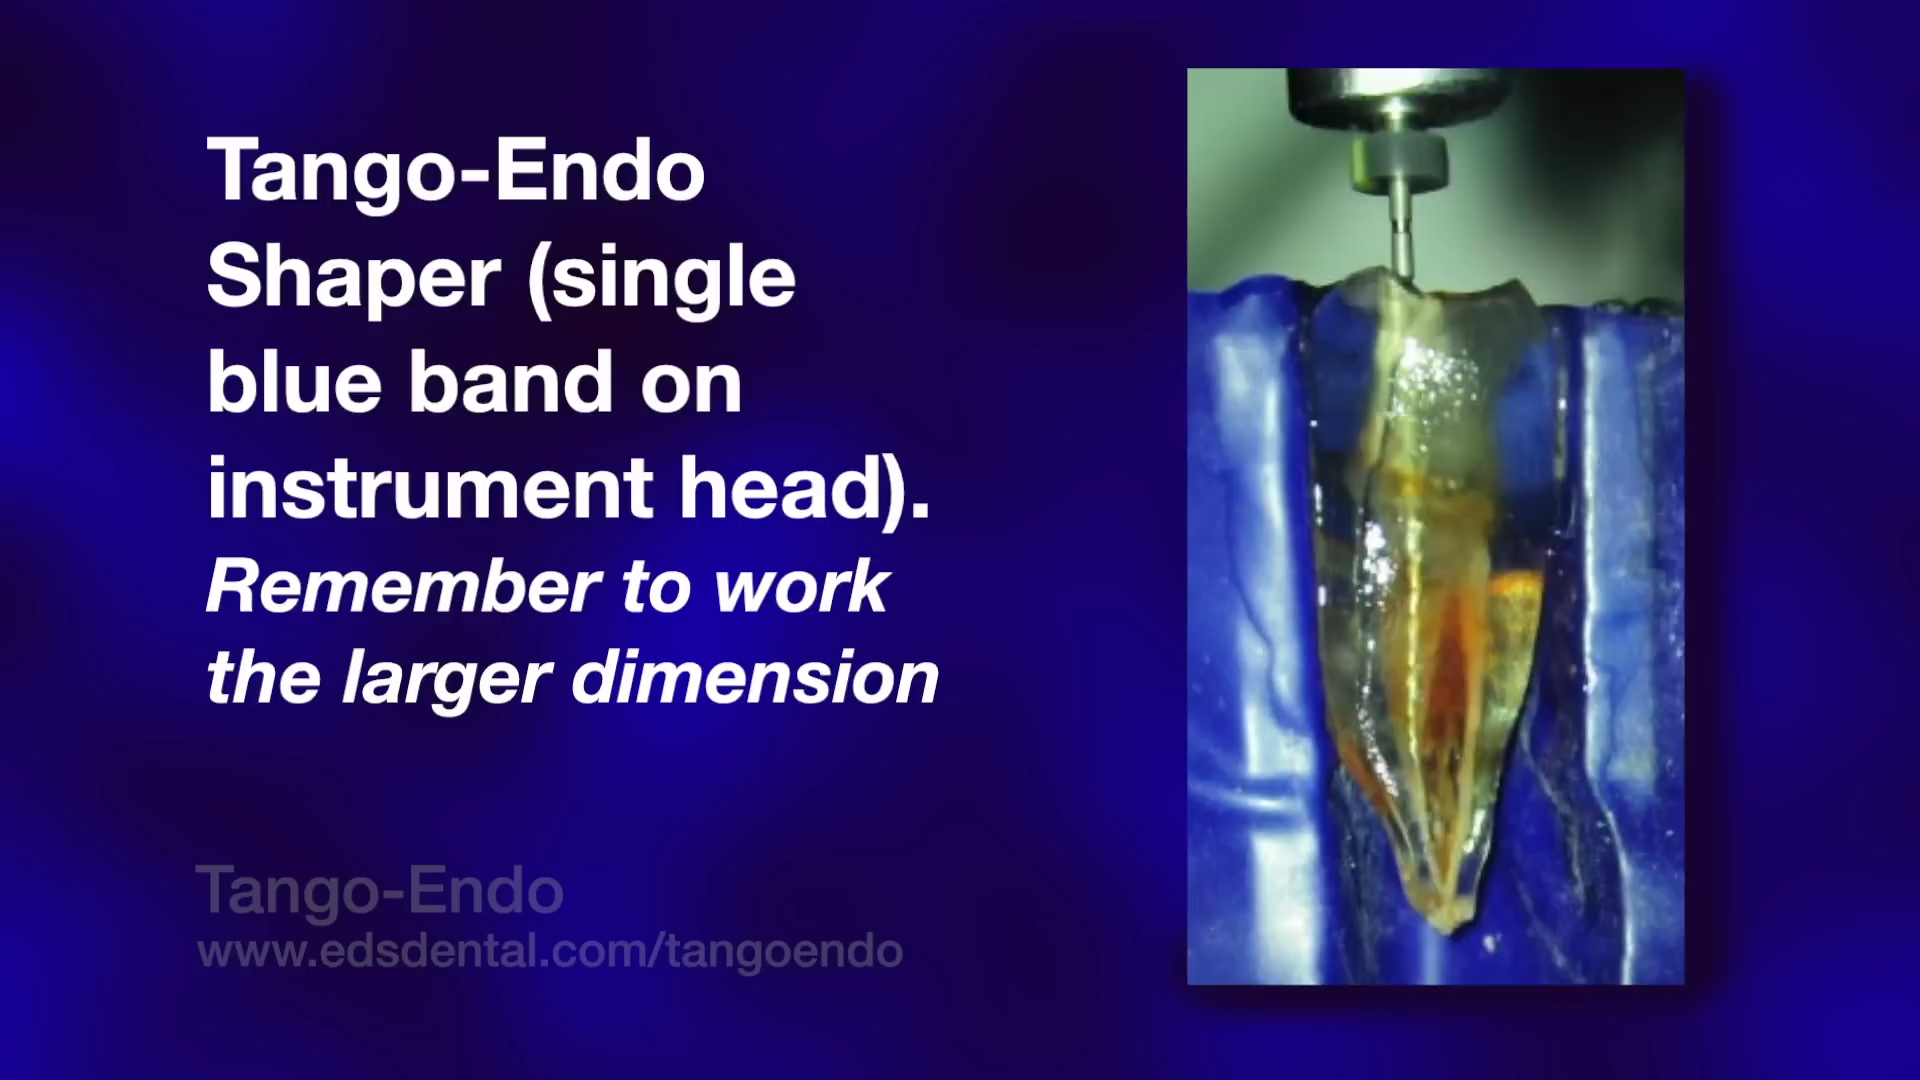 Tango-Endo
Shaper (single
blue band on
instrument head).
Remember to work
the larger dimension
Tango-Endo
www.edsdental.com/tangoendo